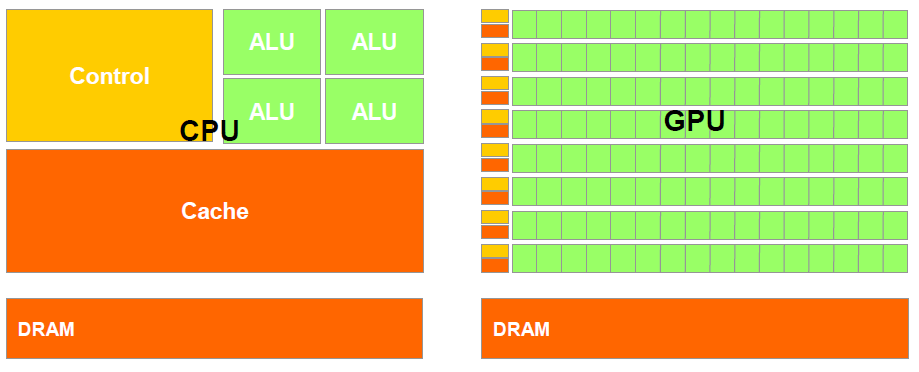 Control
ALU
ALU
ALU
ALU
CPU
Cache
DRAM
GPU
DRAM